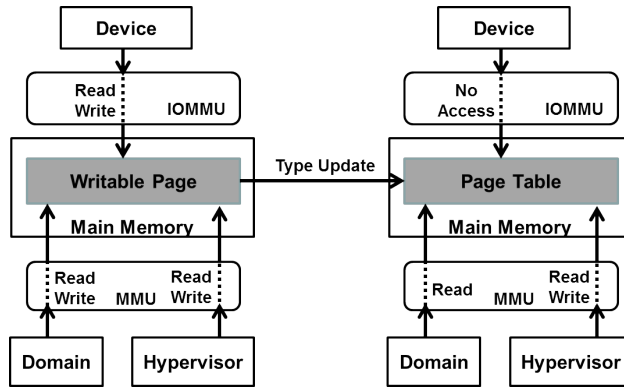 Device
Read
Write
IOMMU
Writable Page
Main Memory
Read
Write
MMU
Read
Write
Domain
Hypervisor
Type Update
Device
No
Access
IOMMU
Page Table
Main Memory
Read
MMU
Read
Write
Domain
Hypervisor